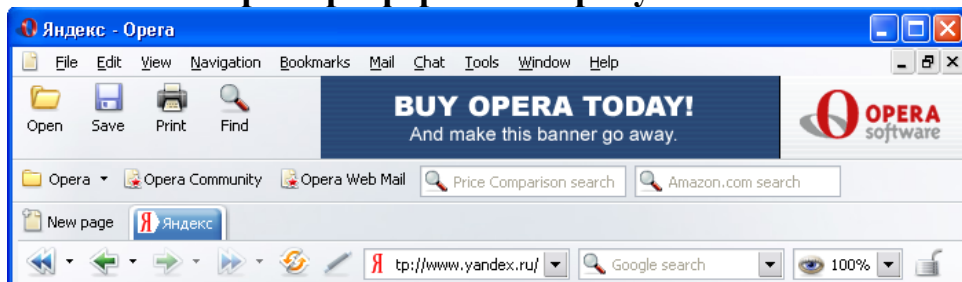 Яндекс - Opera
File Edit View Navigation Bookmarks Mail Chat Tools Window Help
Open Save Print Find
BUY OPERA TODAY!
And make this banner go away.
OPERA
software
Opera Opera Community Opera Web Mail Price Comparison search Amazon.com search
New page Я Яндекс
Я tp://www.yandex.ru/ Google search 100%